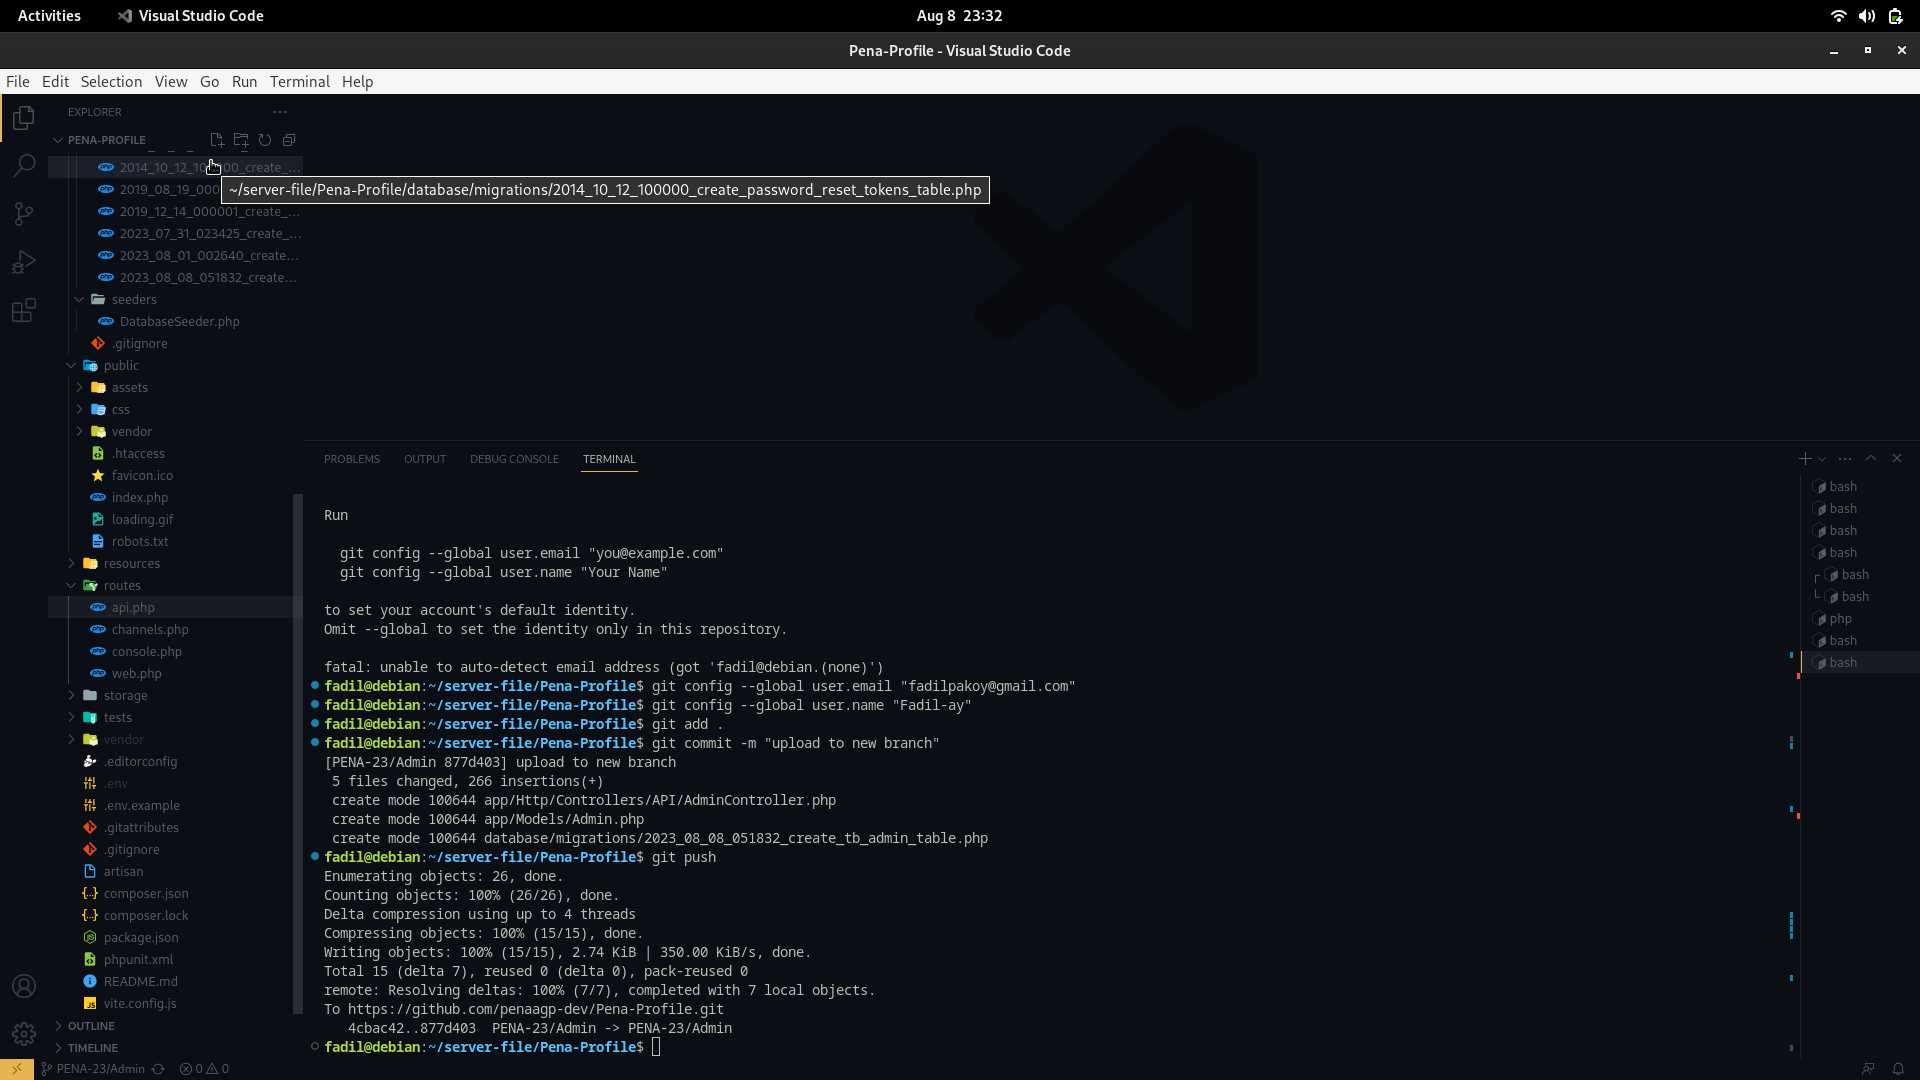 Activities
Visual Studio Code
Aug 8 23:32
Pena-Profile - Visual Studio Code
File Edit Selection View Go Run Terminal Help
EXPLORER
PENA-PROFILE
2014_10_12_100000_create_...
2019_08_19_000
~/server-file/Pena-Profile/database/migrations/2014_10_12_100000_create_password_reset_tokens_table.php
2019_12_14_000001_create_...
2023_07_31_023425_create_...
2023_08_01_002640_create...
2023_08_08_051832_create...
seeders
DatabaseSeeder.php
.gitignore
public
assets
css
vendor
.htaccess
favicon.ico
index.php
loading.gif
robots.txt
resources
routes
api.php
channels.php
console.php
web.php
storage
tests
vendor
.editorconfig
.env
.env.example
.gitattributes
.gitignore
artisan
composer.json
composer.lock
package.json
phpunit.xml
README.md
vite.config.js
OUTLINE
TIMELINE
PROBLEMS OUTPUT DEBUG CONSOLE TERMINAL
Run
git config --global user.email "you@example.com"
git config --global user.name "Your Name"
to set your account's default identity.
Omit --global to set the identity only in this repository.
fatal: unable to auto-detect email address (got 'fadil@debian.(none)')
fadil@debian:~/server-file/Pena-Profile$ git config --global user.email "fadilpakoy@gmail.com"
fadil@debian:~/server-file/Pena-Profile$ git config --global user.name "Fadil-ay"
fadil@debian:~/server-file/Pena-Profile$ git add .
fadil@debian:~/server-file/Pena-Profile$ git commit -m "upload to new branch"
[PENA-23/Admin 877d403] upload to new branch
5 files changed, 266 insertions(+)
create mode 100644 app/Http/Controllers/API/AdminController.php
create mode 100644 app/Models/Admin.php
create mode 100644 database/migrations/2023_08_08_051832_create_tb_admin_table.php
fadil@debian:~/server-file/Pena-Profile$ git push
Enumerating objects: 26, done.
Counting objects: 100% (26/26), done.
Delta compression using up to 4 threads
Compressing objects: 100% (15/15), done.
Writing objects: 100% (15/15), 2.74 KiB | 350.00 KiB/s, done.
Total 15 (delta 7), reused 0 (delta 0), pack-reused 0
remote: Resolving deltas: 100% (7/7), completed with 7 local objects.
To https://github.com/penaagp-dev/Pena-Profile.git
4cbac42..877d403 PENA-23/Admin -> PENA-23/Admin
fadil@debian:~/server-file/Pena-Profile$
bash
bash
bash
bash
bash
bash
php
bash
bash
PENA-23/Admin
0
0